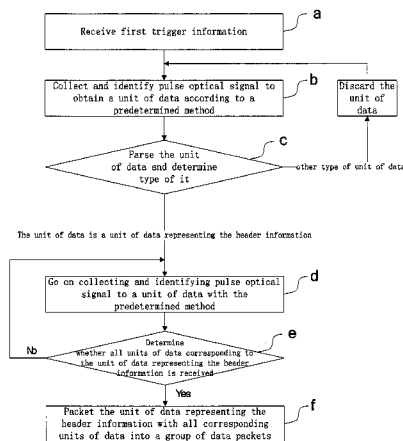 a
Receive first trigger information
b
Collect and identify pulse optical signal to
obtain a unit of data according to a
predetermined method
Discard the
unit of
data
c
Parse the unit
of data and determine
type of it
other type of unit of data
The unit of data is a unit of data representing the header information
d
Go on collecting and identifying pulse optical
signal to a unit of data with the
predetermined method
e
Determine
whether all units of data corresponding to
the unit of data representing the header
information is received
No
Yes
f
Packet the unit of data representing the
header information with all corresponding
units of data into a group of data packets